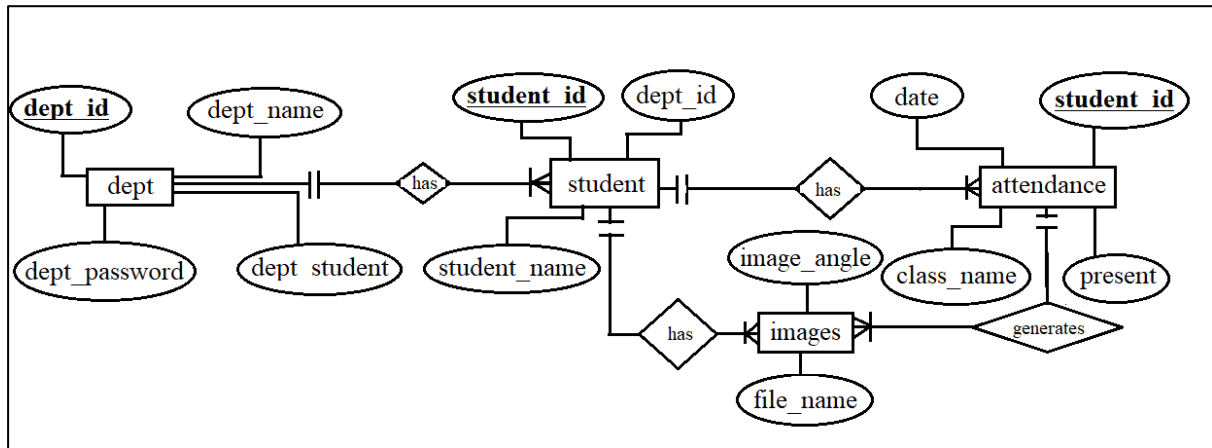 dept_id
dept_name
student_id
dept_id
date
student_id
dept
has
student
has
attendance
dept_password
dept_student
student_name
image_angle
class_name
present
has
images
generates
file_name